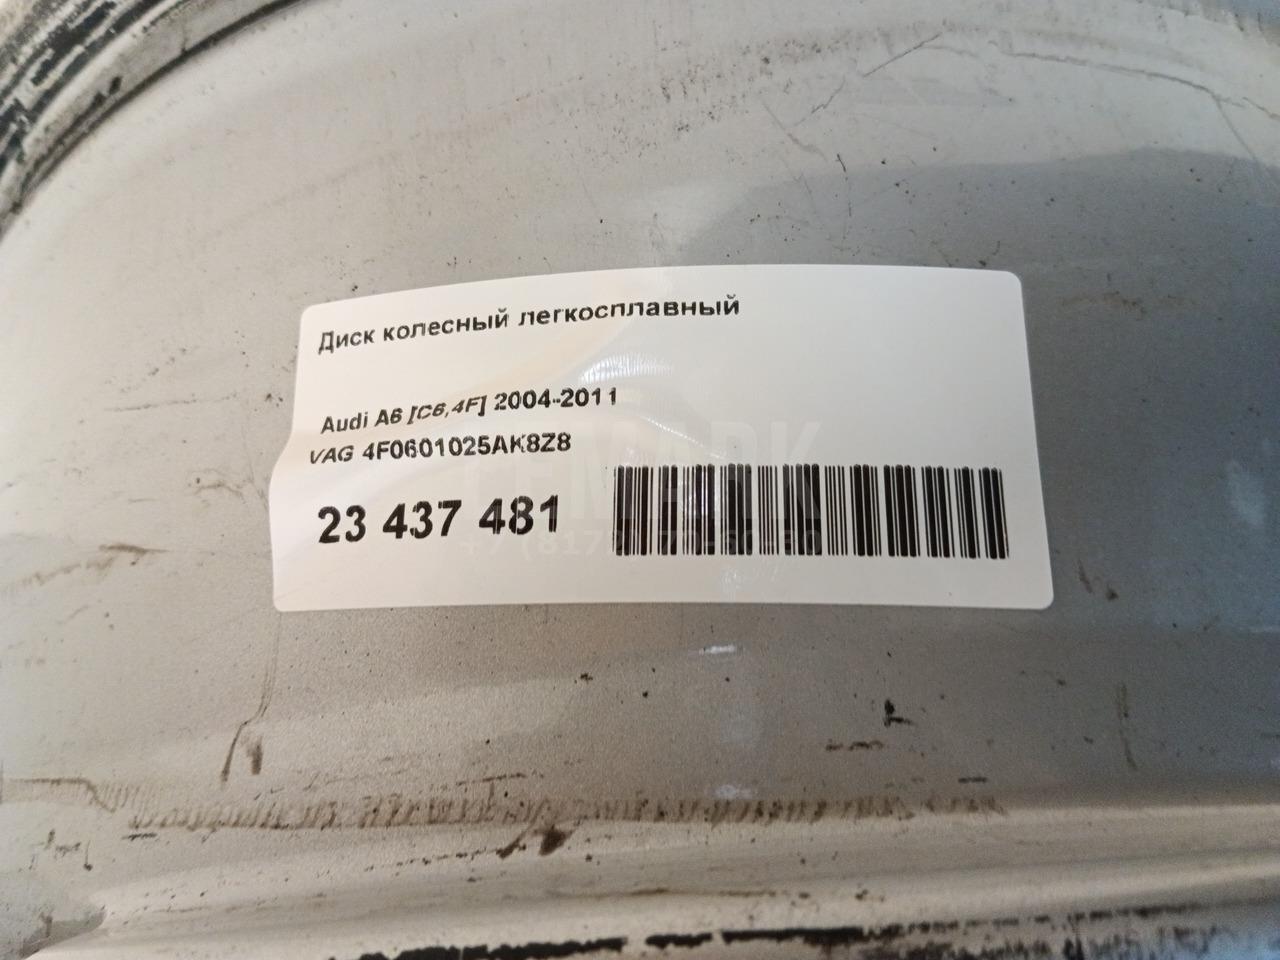 Диск колесный легкосплавный
Audi A6 [C6,4F] 2004-2011
VAG 4F0601025AK8Z8
23 437 481